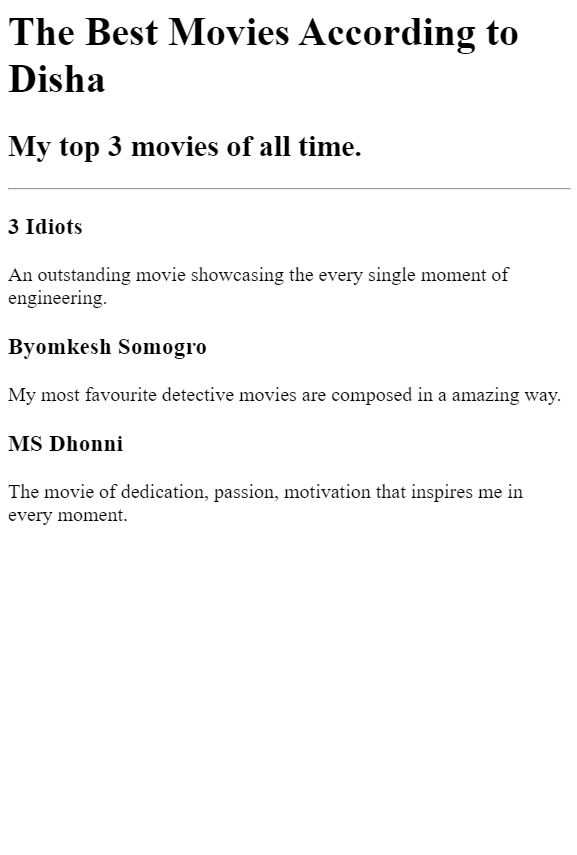 The Best Movies According to
Disha
My top 3 movies of all time.
3 Idiots
An outstanding movie showcasing the every single moment of
engineering.
Byomkesh Somogro
My most favourite detective movies are composed in a amazing way.
MS Dhonni
The movie of dedication, passion, motivation that inspires me in
every moment.